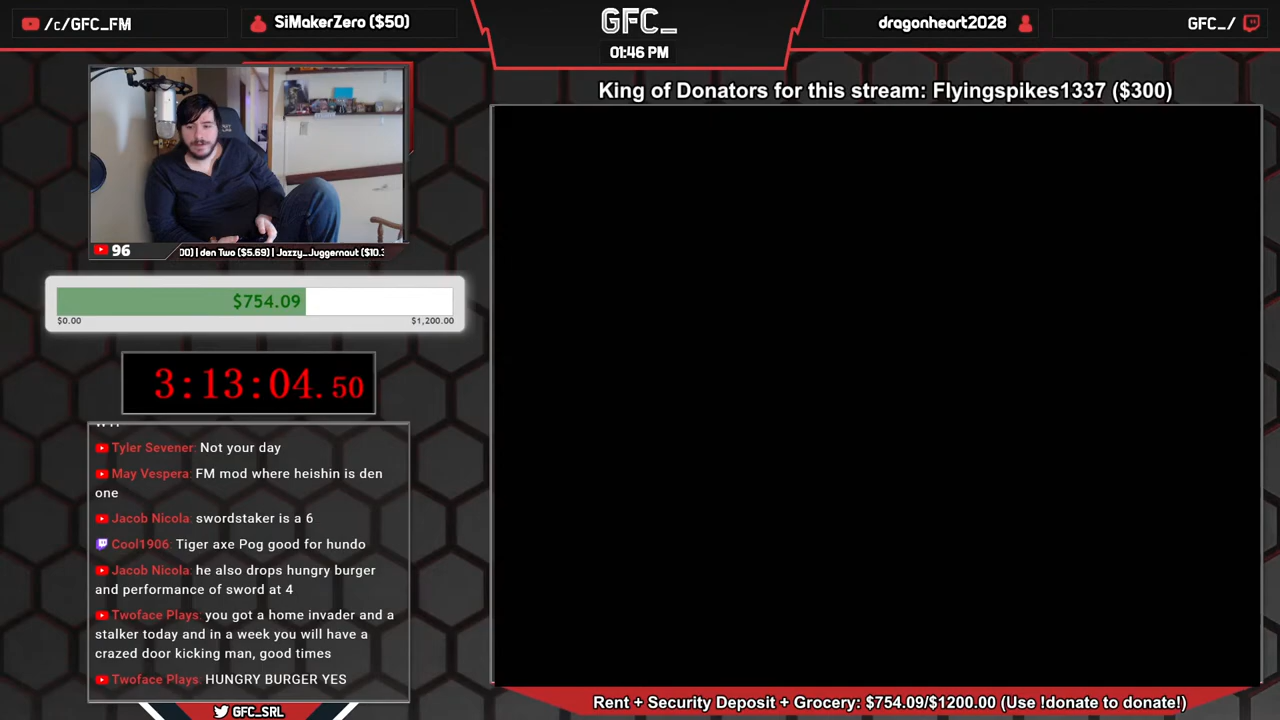 /c/GFC_FM
SiMakerZero ($50)
GFC_
01:46 PM
dragonheart2028
GFC_/
King of Donators for this stream: Flyingspikes1337 ($300)
96
00) | den Two ($5.69) | Jazzy_Juggernaut ($10.3
$754.09
$0.00
$1,200.00
3:13:04.50
Tyler Sevener: Not your day
May Vespera: FM mod where heishin is den
one
Jacob Nicola: swordstaker is a 6
Cool1906: Tiger axe Pog good for hundo
Jacob Nicola: he also drops hungry burger
and performance of sword at 4
Twoface Plays: you got a home invader and a
stalker today and in a week you will have a
crazed door kicking man, good times
Twoface Plays: HUNGRY BURGER YES
GFC_SRL
Rent + Security Deposit + Grocery: $754.09/$1200.00 (Use !donate to donate!)